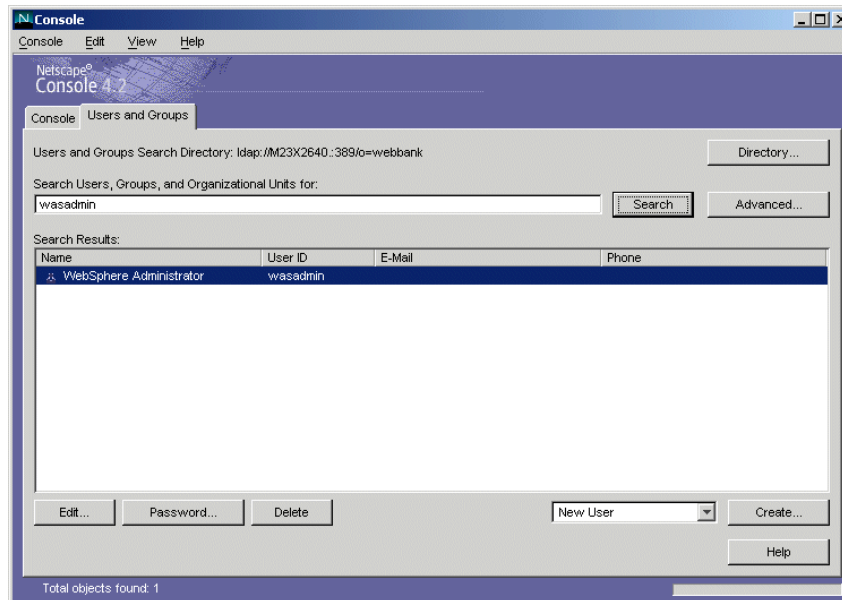 N Console
Console Edit View Help
Netscape®
Console 4.2
Console Users and Groups
Users and Groups Search Directory: ldap://M23X2640.:389/o=webbank Directory...
Search Users, Groups, and Organizational Units for:
wasadmin Search Advanced...
Search Results:
Name User ID E-Mail Phone
WebSphere Administrator wasadmin
Edit... Password... Delete New User Create...
Help
Total objects found: 1